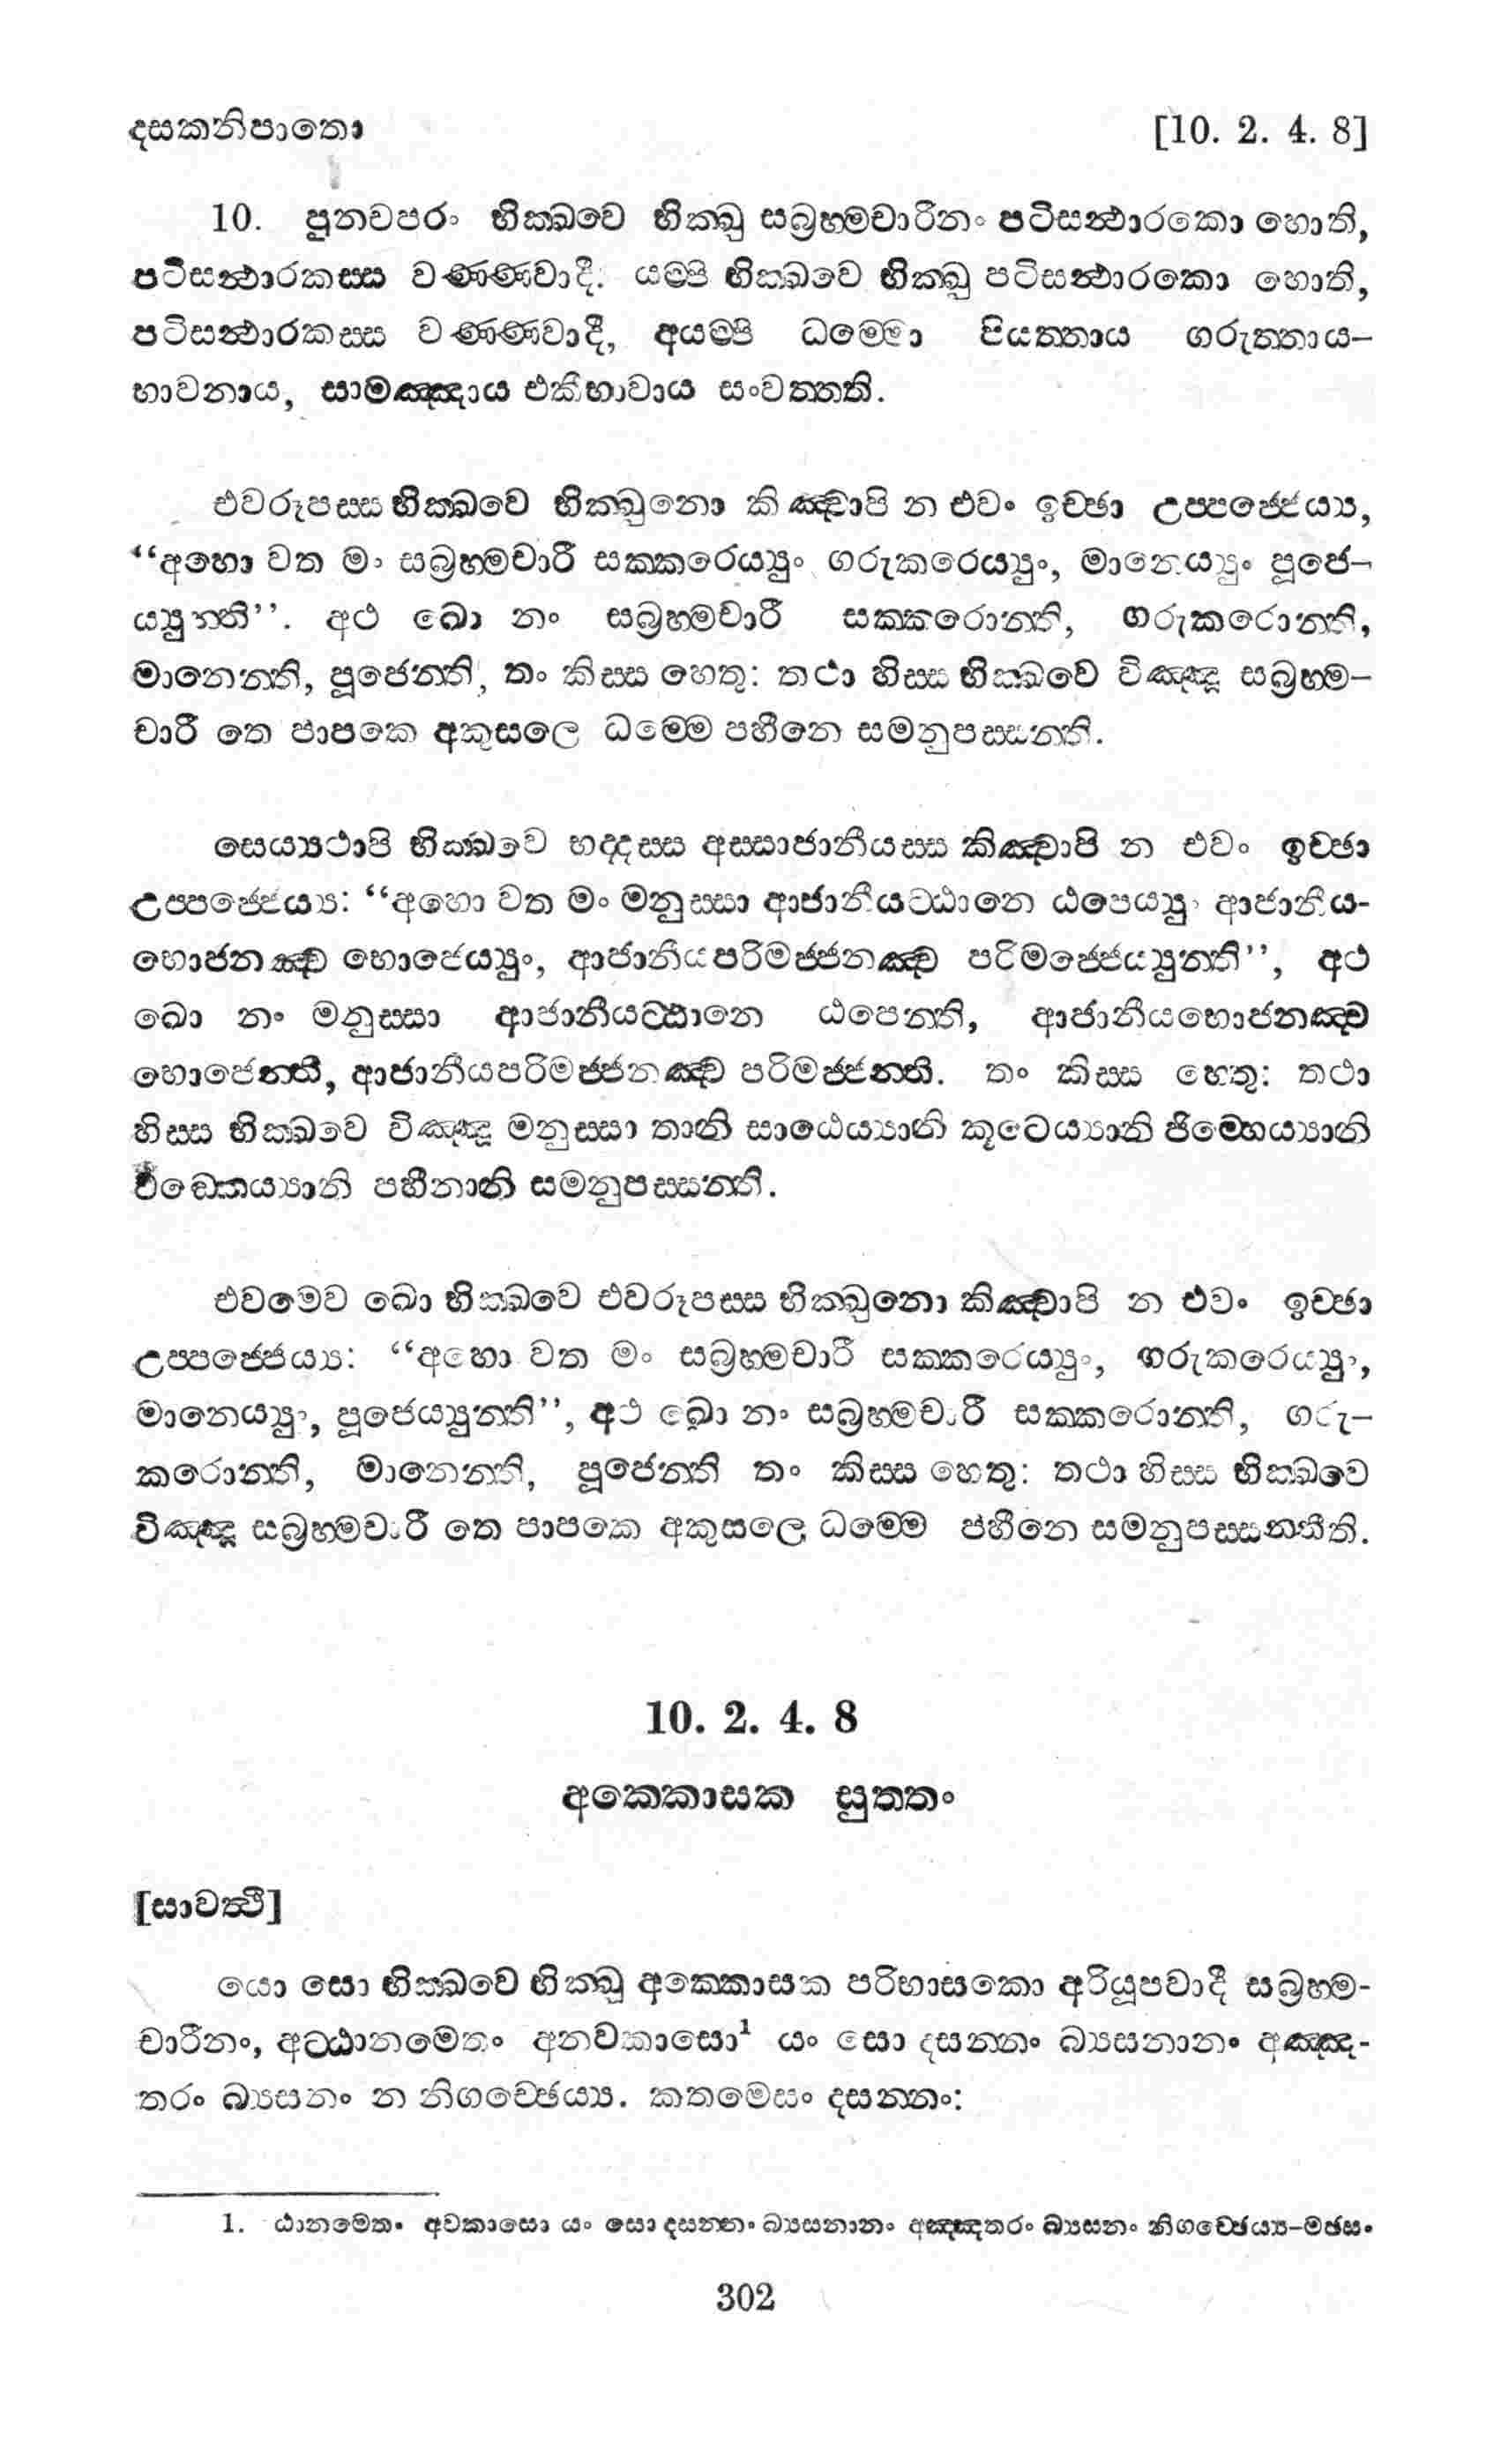 දසකනිපාතො [10. 2. 4. 8]
10. පුනචපරං භික්ඛවෙ භික්ඛු සබ්‍රහ්මචාරීනං පටිසන්‍ථාරකො හොති,
පටිසන්‍ථාරකස්ස වණ්ණවාදී. යම්පි භික්ඛවෙ භික්ඛු පටිසන්‍ථාරකො හොති,
පටිසන්‍ථාරකස්ස වණ්ණවාදී, අයම්පි ධම්මො පියත්තාය ගරුත්තාය-
භාවනාය, සාමඤ්ඤාය එකීභාවාය සංවත්තති.
එවරූපස්ස භික්ඛවෙ භික්ඛුනො කිඤ්චාපි න එවං ඉච්ඡා උප්පජ්ජෙය්‍ය,
“අහො වත මං සබ්‍රහ්මචාරී සක්කරෙය්‍යුං ගරුකරෙය්‍යුං, මානෙය්‍යුං පූජෙ-
ය්‍යුන්ති”. අථ ඛො නං සබ්‍රහ්මචාරී සක්කරොන්ති, ගරුකරොන්ති,
මානෙන්ති, පූජෙන්ති, තං කිස්ස හෙතු: තථා හිස්ස භික්ඛවෙ විඤ්ඤූ සබ්‍රහ්ම-
චාරී තෙ පාපකෙ අකුසලෙ ධම්මෙ පහීනෙ සමනුපස්සන්ති.
සෙය්‍යථාපි භික්ඛවෙ භද්දස්ස අස්සාජානීයස්ස කිඤ්චාපි න එවං ඉච්ඡා
උප්පජ්ජෙය්‍ය: “අහො වත මං මනුස්සා ආජානීයට්ඨානෙ ඨපෙය්‍යුං ආජානීය-
භොජනඤ්ච භොජෙය්‍යුං, ආජානීයපරිමජ්ජනඤ්ච පරිමජ්ජෙය්‍යුන්ති”, අථ
ඛො නං මනුස්සා ආජානීයට්ඨානෙ ඨපෙන්ති, ආජානීයභොජනඤ්ච
භොජෙන්ති, ආජානීයපරිමජ්ජනඤ්ච පරිමජ්ජන්ති. තං කිස්ස හෙතු: තථා
හිස්ස භික්ඛවෙ විඤ්ඤූ මනුස්සා තානි සාඨෙය්‍යානි කූටෙය්‍යානි ජිම්හෙය්‍යානි
වඞ්කෙය්‍යානි පහීනානි සමනුපස්සන්ති.
එවමෙව ඛො භික්ඛවෙ එවරූපස්ස භික්ඛුනො කිඤ්චාපි න එවං ඉච්ඡා
උප්පජ්ජෙය්‍ය: “අහො වත මං සබ්‍රහ්මචාරී සක්කරෙය්‍යුං, ගරුකරෙය්‍යුං,
මානෙය්‍යුං, පූජෙය්‍යුන්ති”, අථ ඛො නං සබ්‍රහ්මචාරී සක්කරොන්ති, ගරු-
කරොන්ති, මානෙන්ති, පූජෙන්ති තං කිස්ස හෙතු: තථා හිස්ස භික්ඛවෙ
විඤ්ඤූ සබ්‍රහ්මචාරී තෙ පාපකෙ අකුසලෙ ධම්මෙ පහීනෙ සමනුපස්සන්තීති.
10. 2. 4. 8
අක්කොසක සුත්තං
[සාවත්‍ථි]
යො සො භික්ඛවෙ භික්ඛු අක්කොසක පරිභාසකො අරියූපවාදී සබ්‍රහ්ම-
චාරීනං, අට්ඨානමෙතං අනවකාසො¹ යං සො දසන්නං බ්‍යසනානං අඤ්ඤ-
තරං බ්‍යසනං න නිගච්ඡෙය්‍ය. කතමෙසං දසන්නං:
1. ඨානමෙතං අවකාසො යං සො දසන්නං බ්‍යසනානං අඤ්ඤතරං බ්‍යසනං නිගච්ඡෙය්‍ය-මඡසං
302